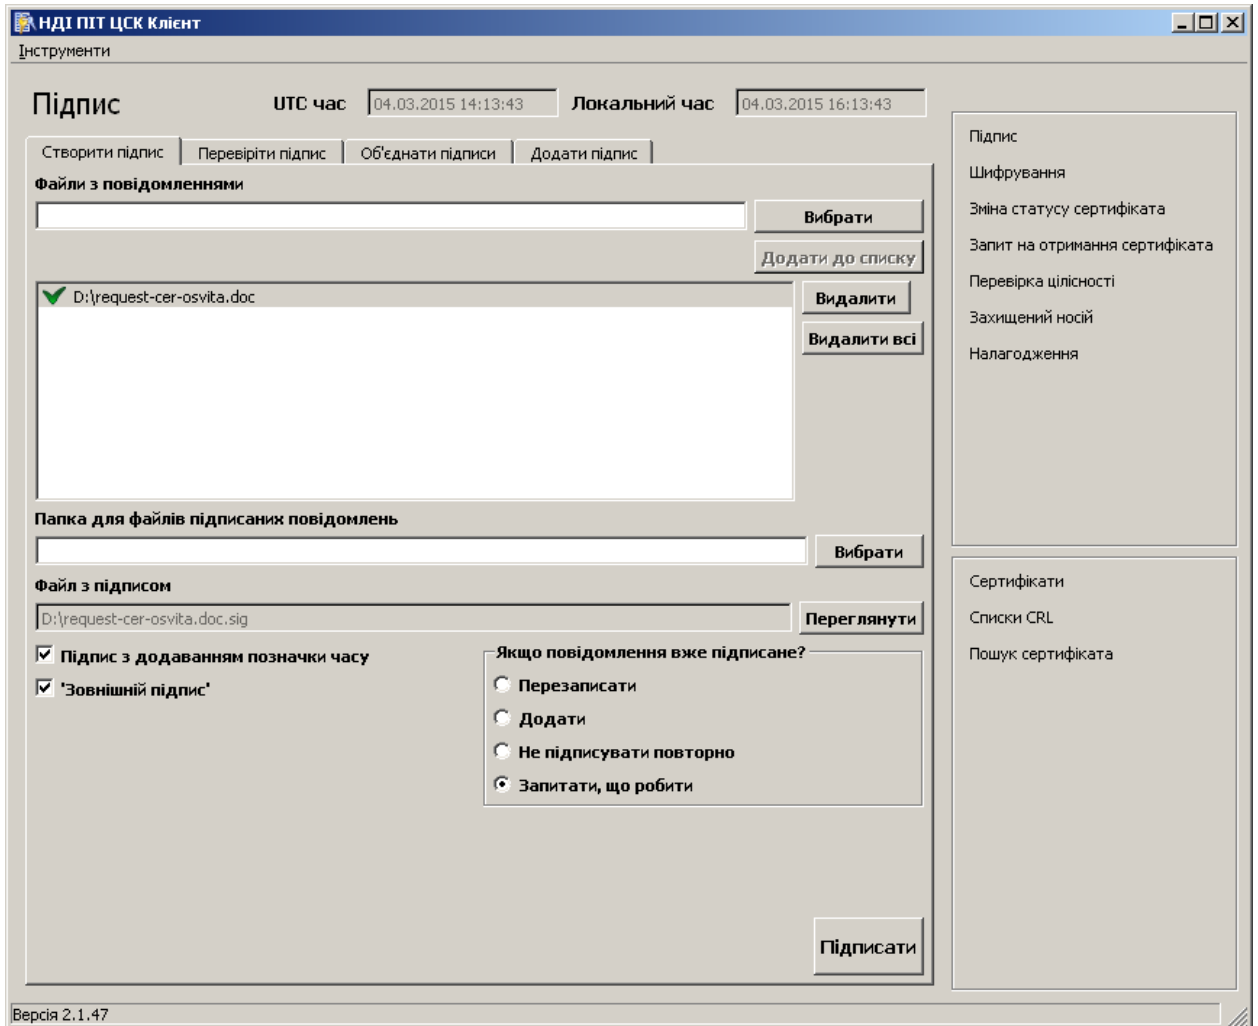 НДІ ПІТ ЦСК Клієнт
Інструменти
Підпис
UTC час 04.03.2015 14:13:43 Локальний час 04.03.2015 16:13:43
Створити підпис Перевіріти підпис Об'єднати підписи Додати підпис
Файли з повідомленнями
Вибрати
Додати до списку
D:\request-cer-osvita.doc
Видалити
Видалити всі
Папка для файлів підписаних повідомлень
Вибрати
Файл з підписом
D:\request-cer-osvita.doc.sig
Переглянути
Підпис з додаванням позначки часу
'Зовнішній підпис'
Якщо повідомлення вже підписане?
Перезаписати
Додати
Не підписувати повторно
Запитати, що робити
Підписати
Підпис
Шифрування
Зміна статусу сертифіката
Запит на отримання сертифіката
Перевірка цілісності
Захищений носій
Налагодження
Сертифікати
Списки CRL
Пошук сертифіката
Версія 2.1.47